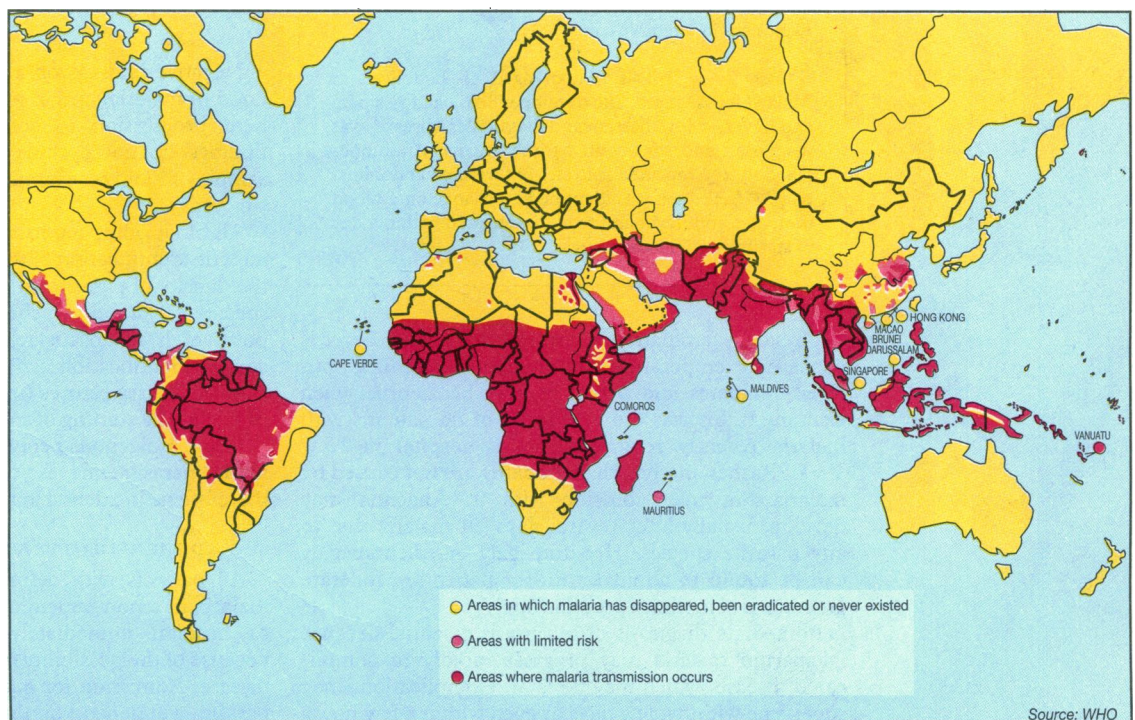 HONG KONG
MACAO
BRUNEI
DARUSSALAM
CAPE VERDE
SINGAPORE
MALDIVES
COMOROS
VANUATU
MAURITIUS
Areas in which malaria has disappeared, been eradicated or never existed
Areas with limited risk
Areas where malaria transmission occurs
Source: WHO